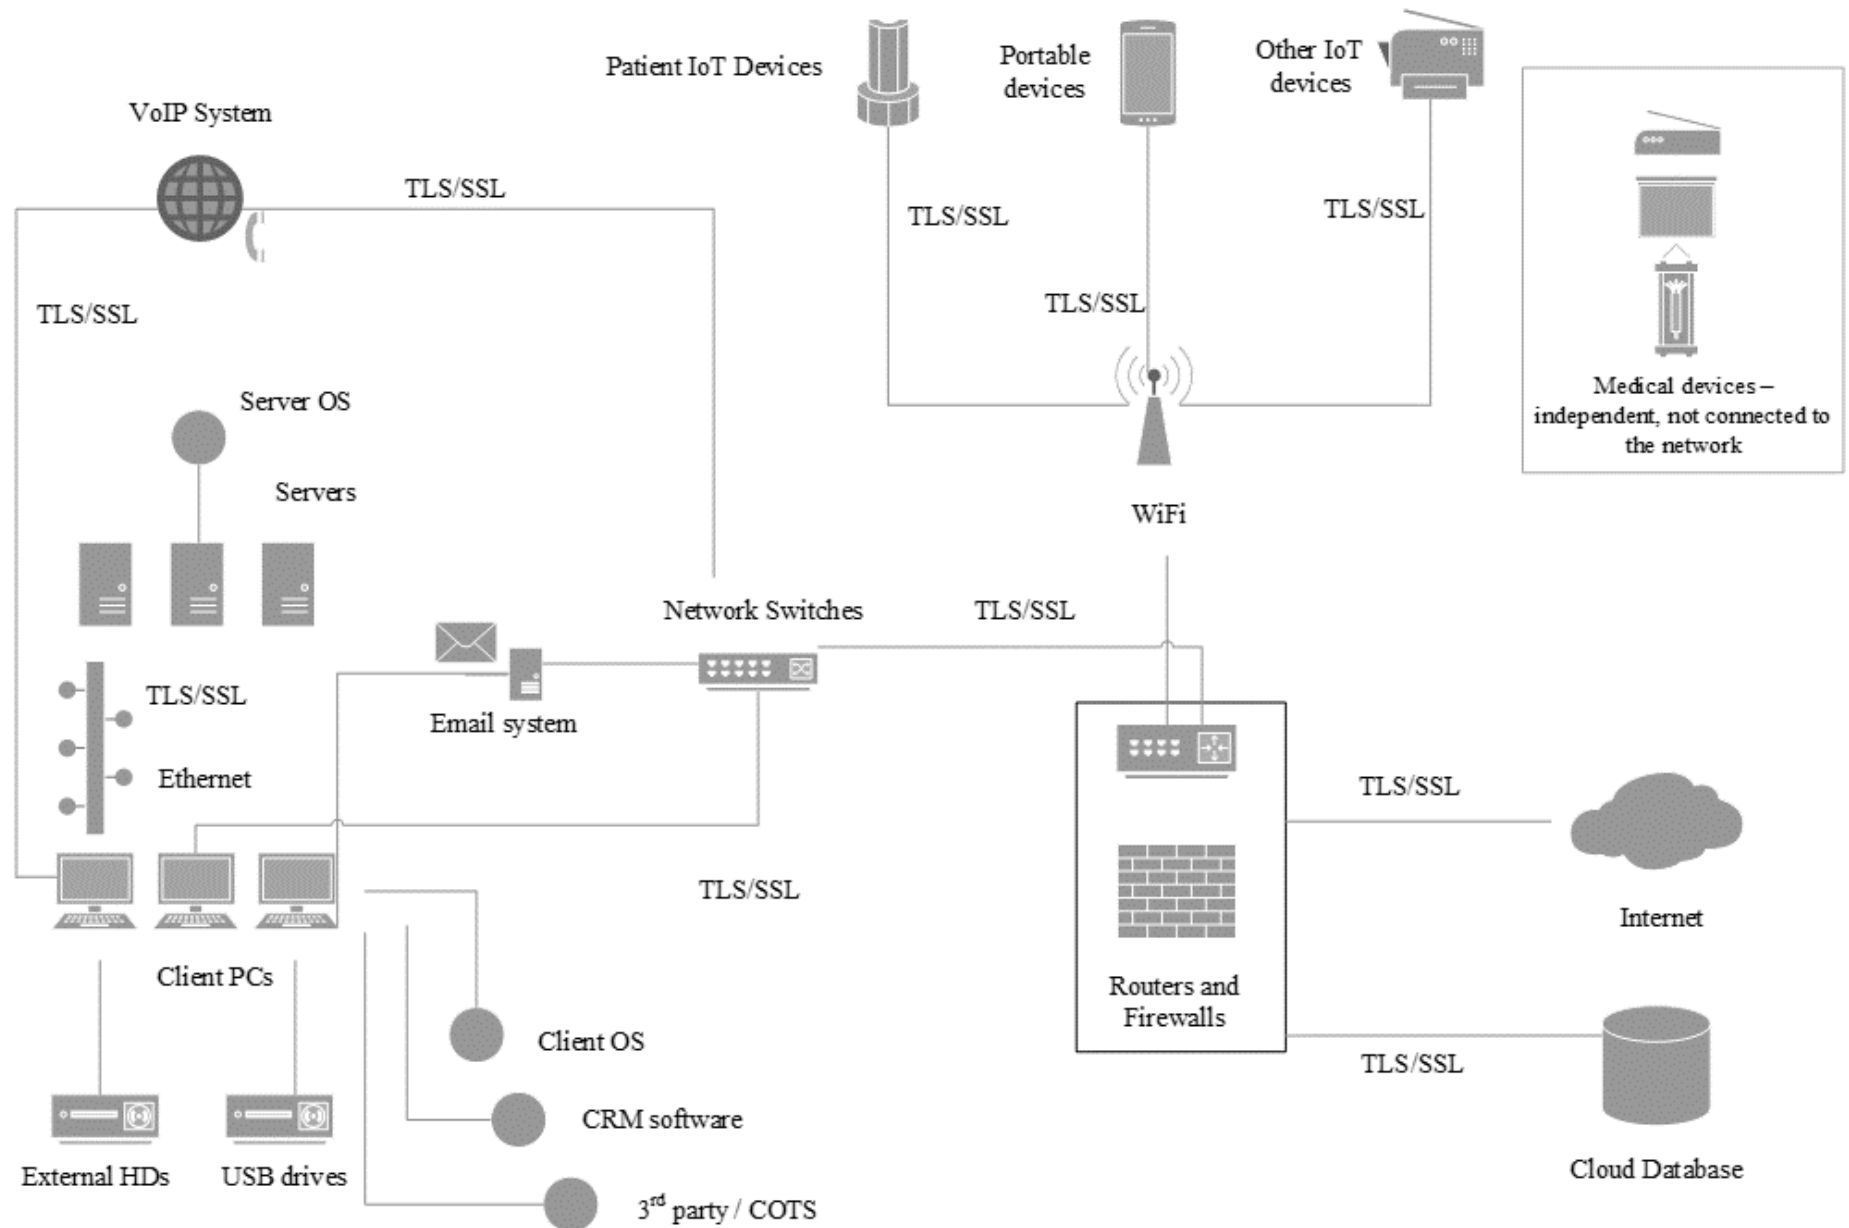 Patient IoT Devices
Portable
devices
Other IoT
devices
VoIP System
TLS/SSL
TLS/SSL
TLS/SSL
TLS/SSL
TLS/SSL
TLS/SSL
Medical devices –
independent, not connected to
the network
Server OS
Servers
WiFi
Network Switches
TLS/SSL
TLS/SSL
Email system
Ethernet
TLS/SSL
TLS/SSL
Internet
Client PCs
Routers and
Firewalls
Client OS
TLS/SSL
CRM software
External HDs
USB drives
Cloud Database
3rd party / COTS